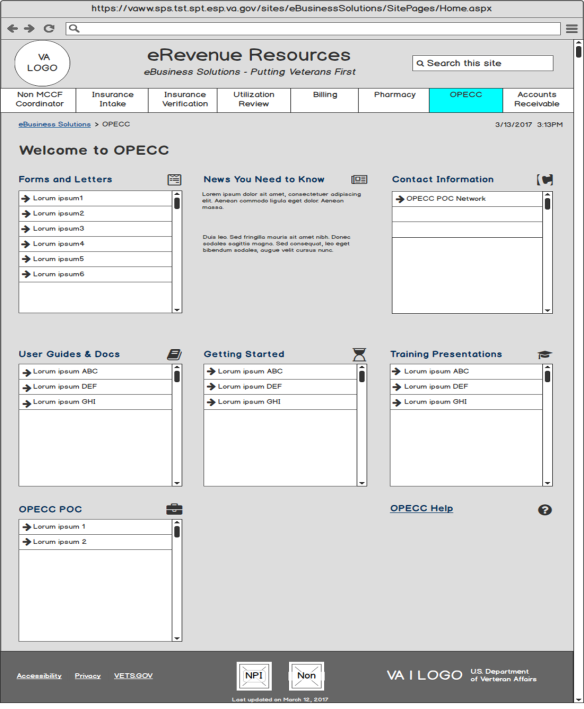 https://vaww.sps.tst.spt.esp.va.gov/sites/eBusinessSolutions/SitePages/Home.aspx
VA
LOGO
eRevenue Resources
eBusiness Solutions - Putting Veterans First
Search this site
Non MCCF
Coordinator
Insurance
Intake
Insurance
Verification
Utilization
Review
Billing
Pharmacy
OPECC
Accounts
Receivable
eBusiness Solutions > OPECC
3/13/2017 3:13PM
Welcome to OPECC
Forms and Letters
Lorum ipsum1
Lorum ipsum2
Lorum ipsum3
Lorum ipsum4
Lorum ipsum5
Lorum ipsum6
News You Need to Know
Lorem ipsum dolor sit amet, consectetuer adipiscing
elit. Aenean commodo ligula eget dolor Aenean
massa.
Duis leo. Sed fringilla mauris sit amet nibh. Donec
sodales sagittis magna. Sed consequat, leo eget
bibendum sodales, augue velit cursus nunc.
Contact Information
OPECC POC Network
User Guides & Docs
Lorum ipsum ABC
Lorum ipsum DEF
Lorum ipsum GHI
Getting Started
Lorum ipsum ABC
Lorum ipsum DEF
Lorum ipsum GHI
Training Presentations
Lorum ipsum ABC
Lorum ipsum DEF
Lorum ipsum GHI
OPECC POC
Lorum ipsum 1
Lorum ipsum 2
OPECC Help
Accessibility Privacy VETS.GOV
NPI
Non
VA | LOGO
U.S. Department
of Verteran Affairs
Last updated on March 12, 2017